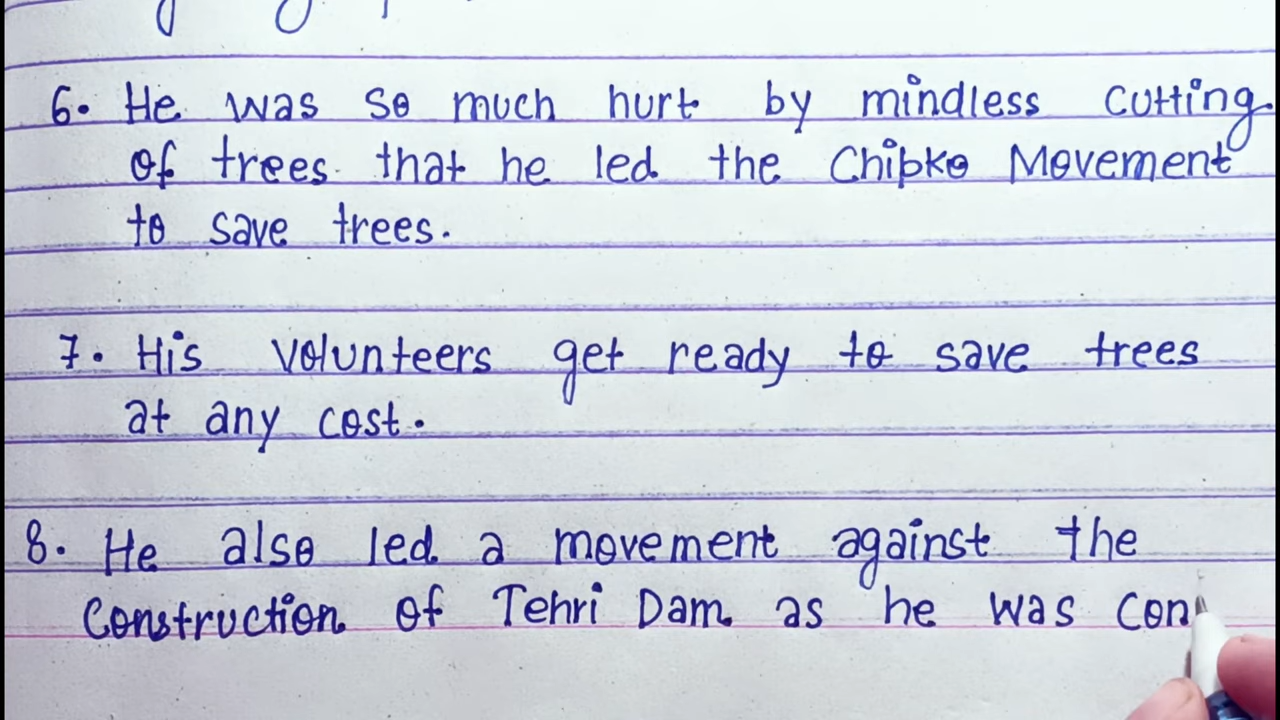 6. He was so much hurt by mindless cutting
of trees that he led the Chipko Movement
to save trees.
7. His volunteers get ready to save trees
at any cost.
8. He also led a movement against the
construction of Tehri Dam as he was con